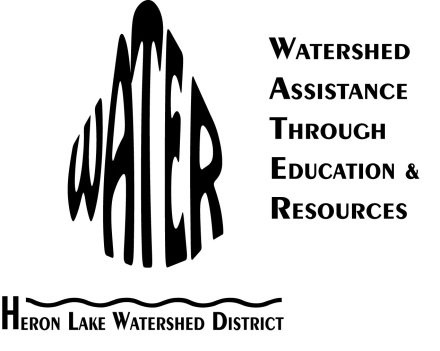 WATER
WATERSHED
ASSISTANCE
THROUGH
EDUCATION &
RESOURCES
HERON LAKE WATERSHED DISTRICT